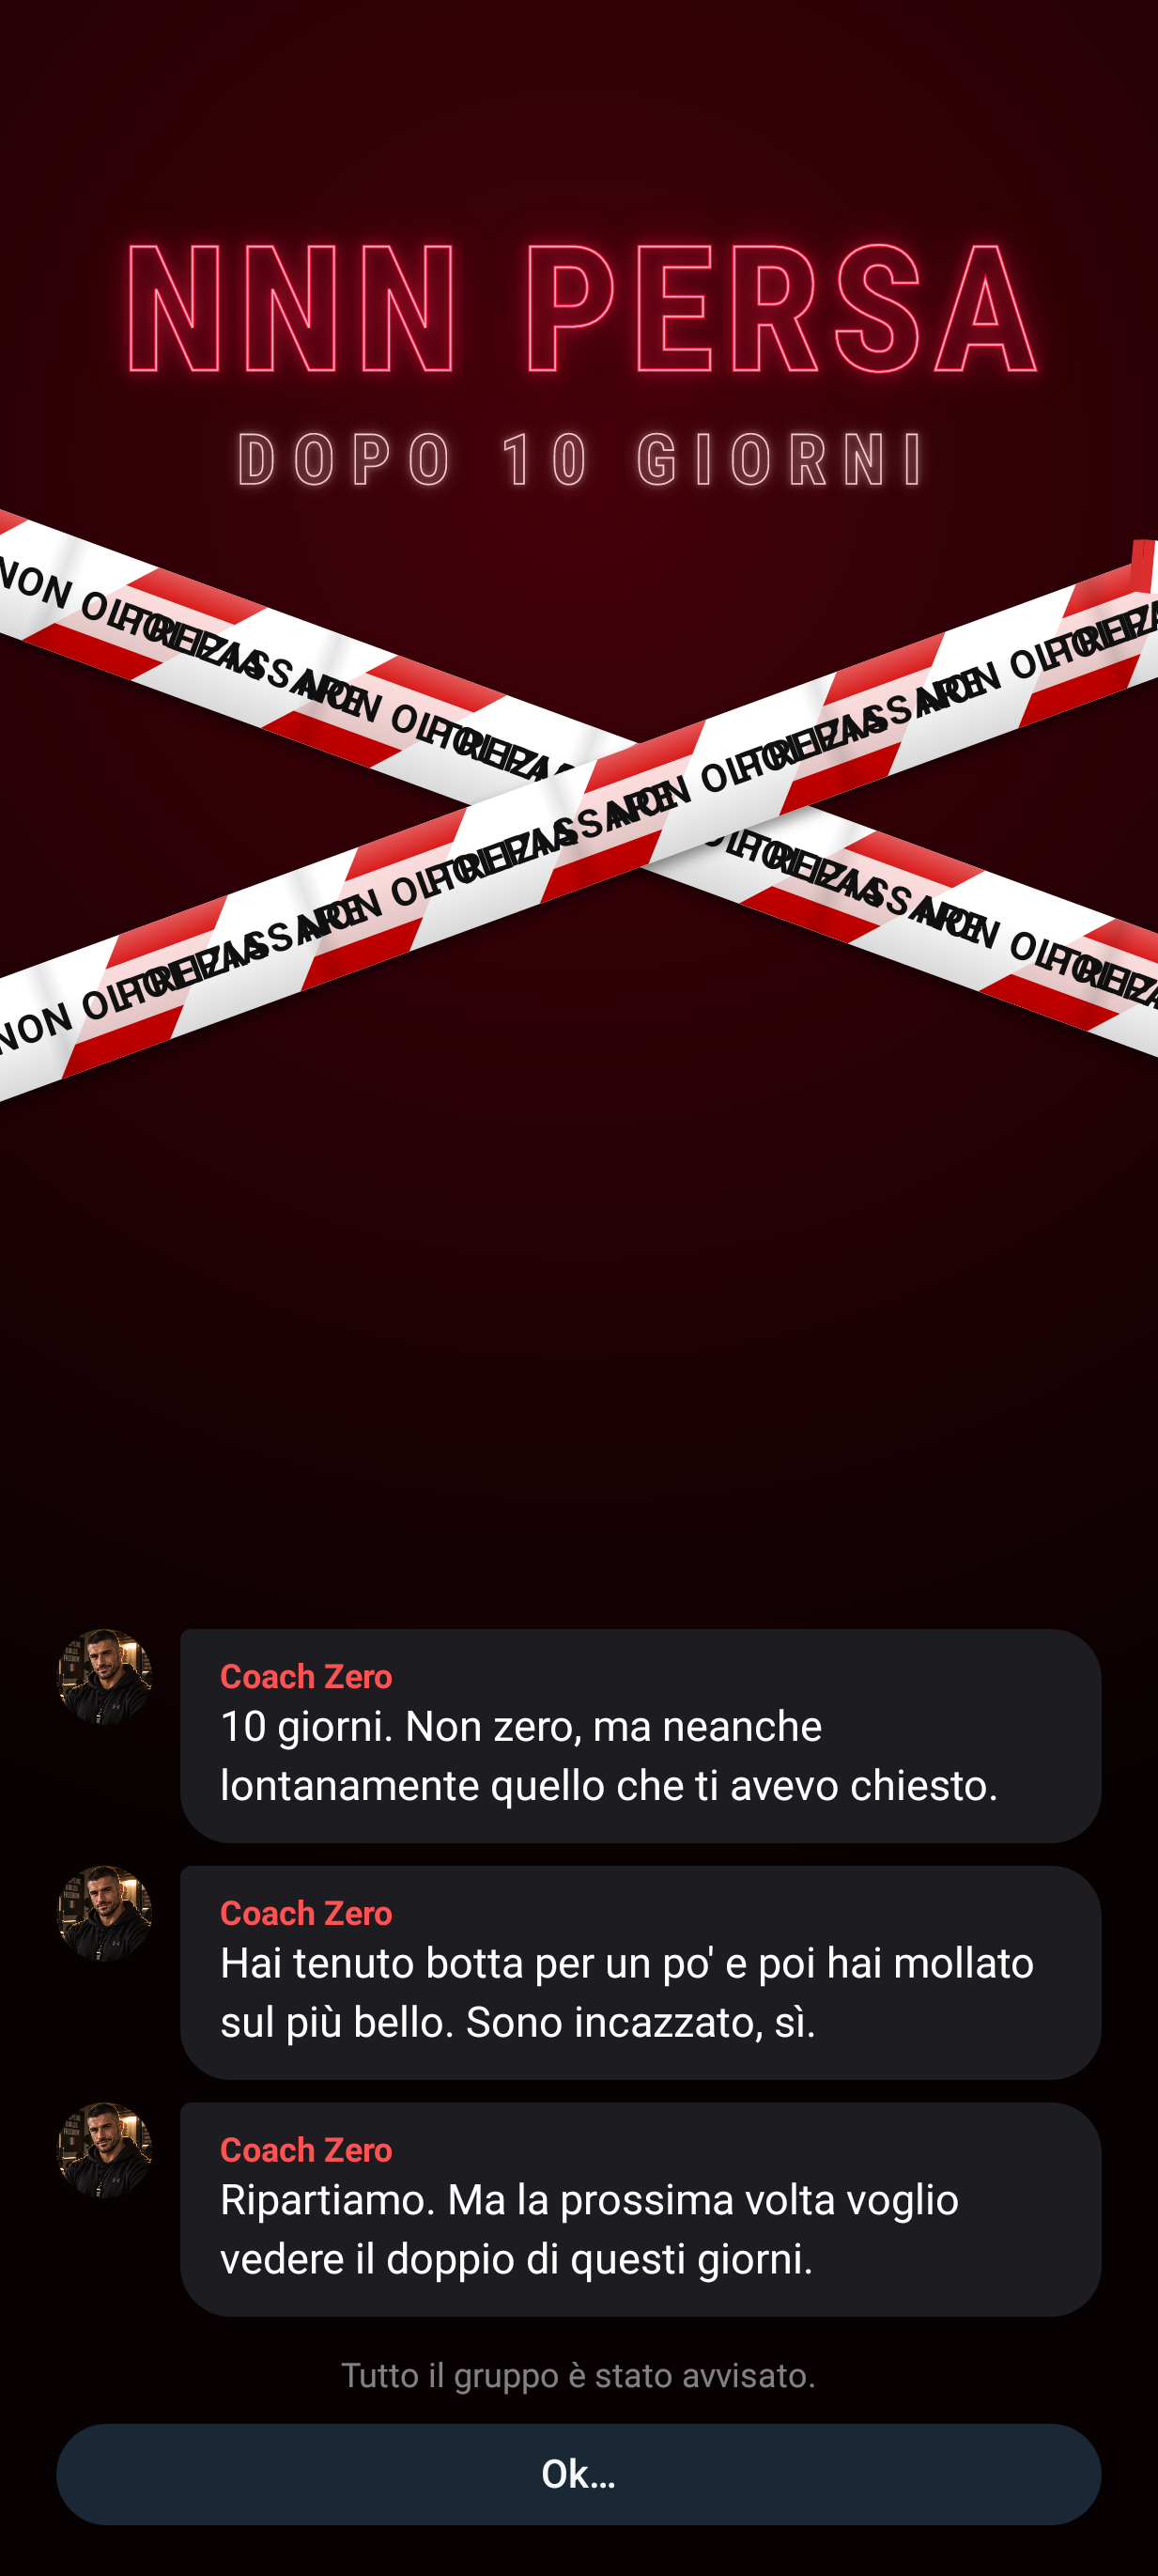 NNN PERSA
DOPO 10 GIORNI
NON OLTREPASSARE
Coach Zero
10 giorni. Non zero, ma neanche
lontanamente quello che ti avevo chiesto.
Coach Zero
Hai tenuto botta per un po' e poi hai mollato
sul più bello. Sono incazzato, sì.
Coach Zero
Ripartiamo. Ma la prossima volta voglio
vedere il doppio di questi giorni.
Tutto il gruppo è stato avvisato.
Ok...